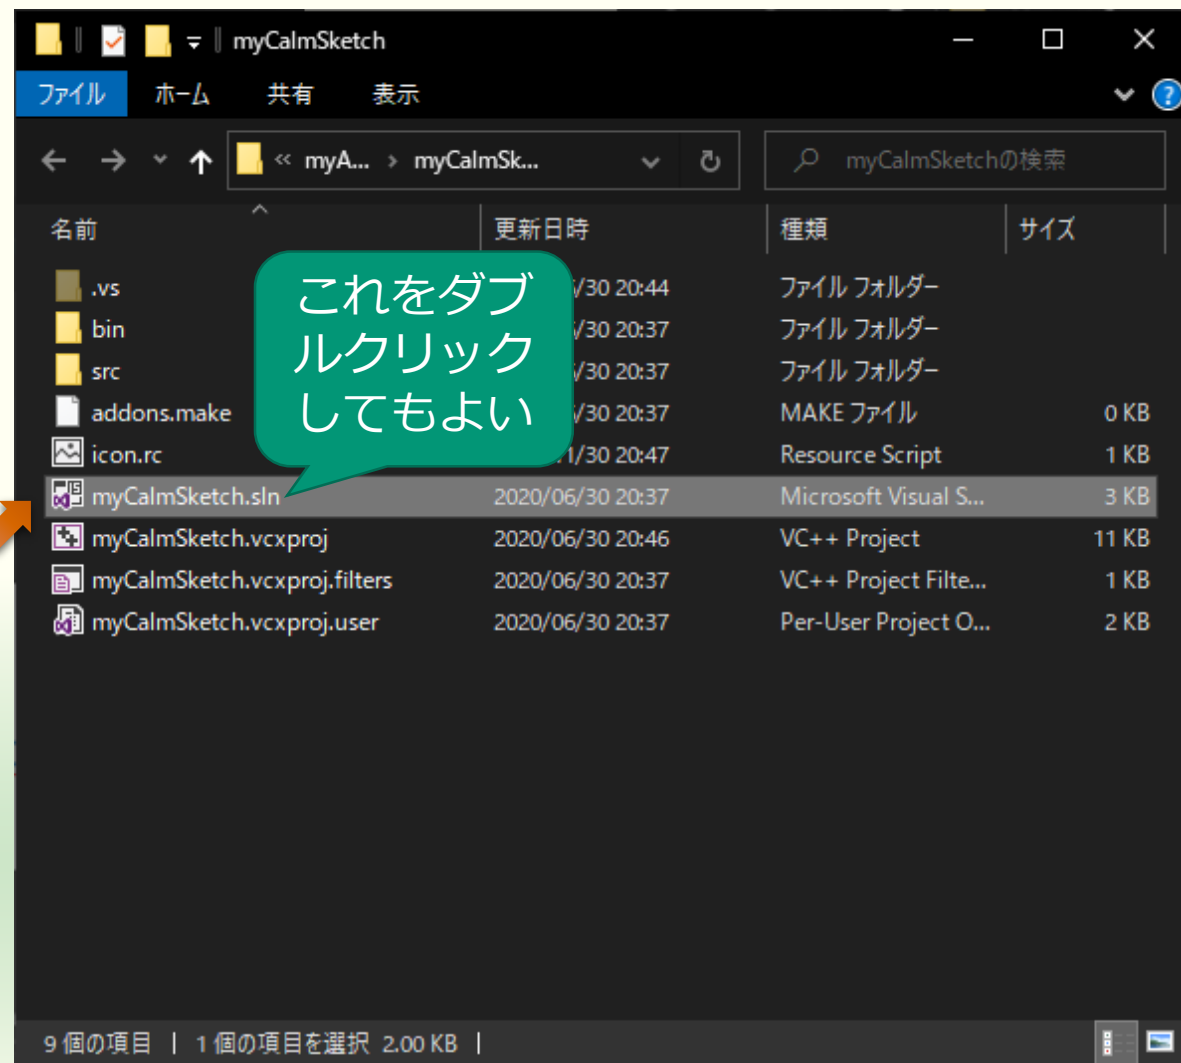 myCalmSketch
ファイル ホーム 共有 表示
« myA... › myCalmSk... myCalmSketchの検索
名前 更新日時 種類 サイズ
.vs /30 20:44 ファイル フォルダー
bin /30 20:37 ファイル フォルダー
src /30 20:37 ファイル フォルダー
addons.make /30 20:37 MAKE ファイル 0 KB
icon.rc 1/30 20:47 Resource Script 1 KB
これをダブ
ルクリック
してもよい
myCalmSketch.sln 2020/06/30 20:37 Microsoft Visual S... 3 KB
myCalmSketch.vcxproj 2020/06/30 20:46 VC++ Project 11 KB
myCalmSketch.vcxproj.filters 2020/06/30 20:37 VC++ Project Filte... 1 KB
myCalmSketch.vcxproj.user 2020/06/30 20:37 Per-User Project O... 2 KB
9 個の項目 | 1 個の項目を選択 2.00 KB |